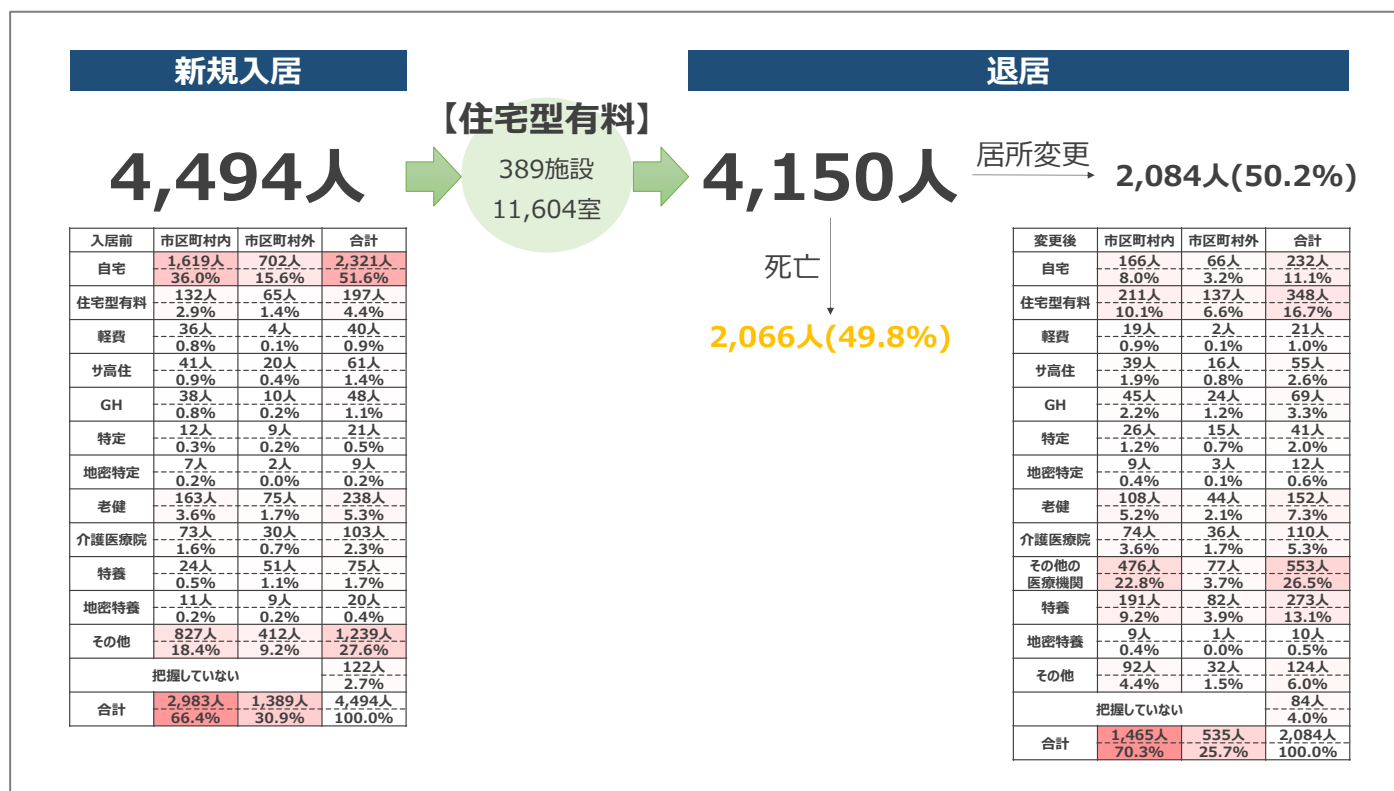 新規入居
退居
【住宅型有料】
389施設
11,604室
4,494人
4,150人
居所変更
2,084人(50.2%)
死亡
2,066人(49.8%)
入居前 市区町村内 市区町村外 合計
自宅 1,619人 702人 2,321人
36.0% 15.6% 51.6%
住宅型有料 132人 65人 197人
2.9% 1.4% 4.4%
軽費 36人 4人 40人
0.8% 0.1% 0.9%
サ高住 41人 20人 61人
0.9% 0.4% 1.4%
GH 38人 10人 48人
0.8% 0.2% 1.1%
特定 12人 9人 21人
0.3% 0.2% 0.5%
地密特定 7人 2人 9人
0.2% 0.0% 0.2%
老健 163人 75人 238人
3.6% 1.7% 5.3%
介護医療院 73人 30人 103人
1.6% 0.7% 2.3%
特養 24人 51人 75人
0.5% 1.1% 1.7%
地密特養 11人 9人 20人
0.2% 0.2% 0.4%
その他 827人 412人 1,239人
18.4% 9.2% 27.6%
把握していない 122人
2.7%
合計 2,983人 1,389人 4,494人
66.4% 30.9% 100.0%
変更後 市区町村内 市区町村外 合計
自宅 166人 66人 232人
8.0% 3.2% 11.1%
住宅型有料 211人 137人 348人
10.1% 6.6% 16.7%
軽費 19人 2人 21人
0.9% 0.1% 1.0%
サ高住 39人 16人 55人
1.9% 0.8% 2.6%
GH 45人 24人 69人
2.2% 1.2% 3.3%
特定 26人 15人 41人
1.2% 0.7% 2.0%
地密特定 9人 3人 12人
0.4% 0.1% 0.6%
老健 108人 44人 152人
5.2% 2.1% 7.3%
介護医療院 74人 36人 110人
3.6% 1.7% 5.3%
その他の 476人 77人 553人
医療機関 22.8% 3.7% 26.5%
特養 191人 82人 273人
9.2% 3.9% 13.1%
地密特養 9人 1人 10人
0.4% 0.0% 0.5%
その他 92人 32人 124人
4.4% 1.5% 6.0%
把握していない 84人
4.0%
合計 1,465人 535人 2,084人
70.3% 25.7% 100.0%